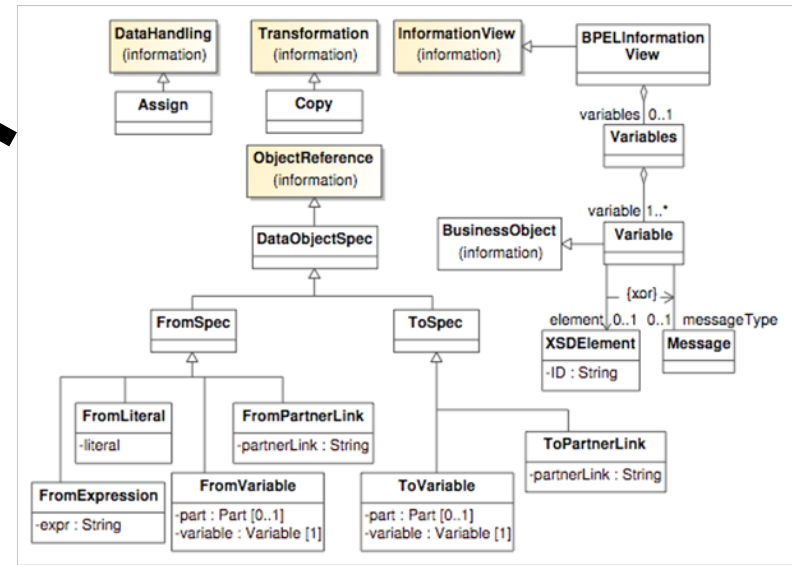 DataHandling
(information)
Transformation
(information)
InformationView
(information)
BPELInformation
View
Assign
Copy
variables 0..1
Variables
ObjectReference
(information)
variable 1..*
BusinessObject
(information)
Variable
DataObjectSpec
{xor}
element 0..1 0..1 messageType
FromSpec
ToSpec
XSDElement
-ID : String
Message
FromLiteral
-literal
FromPartnerLink
-partnerLink : String
ToPartnerLink
-partnerLink : String
FromExpression
-expr : String
FromVariable
-part : Part [0..1]
-variable : Variable [1]
ToVariable
-part : Part [0..1]
-variable : Variable [1]